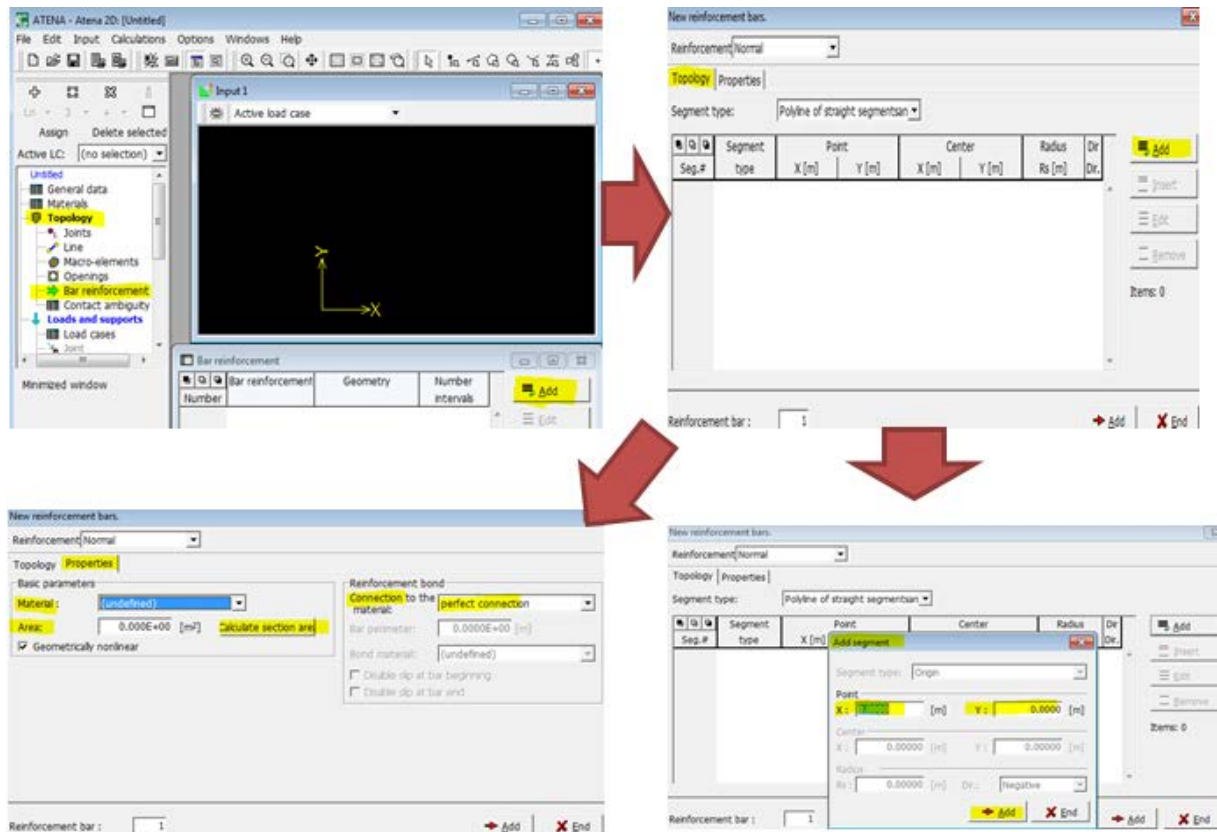 ATENA - Atena 2D: [Untitled]
File Edit Input Calculations Options Windows Help
Assign Delete selected
Active LC: (no selection)
Untitled
General data
Materials
Topology
Joints
Line
Macro-elements
Openings
Bar reinforcement
Contact ambiguity
Loads and supports
Load cases
Joint
Minimized window
Input 1
Active load case
Y
X
Bar reinforcement
Number Bar reinforcement Geometry Number intervals
Add
Edit
New reinforcement bars.
Reinforcement Normal
Topology Properties
Segment type: Polyline of straight segmentsan
Segment Point Center Radius Dir
Seg.# type X [m] Y [m] X [m] Y [m] Rs [m] Dir.
Add
Insert
Edit
Remove
Items: 0
Reinforcement bar : 1 Add End
New reinforcement bars.
Reinforcement Normal
Topology Properties
Basic parameters
Material : (undefined)
Area: 0.000E+00 [m²] Calculate section area
Geometrically nonlinear
Reinforcement bond
Connection to the material: perfect connection
Bar perimeter: 0.0000E+00 [m]
Bond material: (undefined)
Disable slip at bar beginning
Disable slip at bar end
Reinforcement bar : 1 Add End
New reinforcement bars.
Reinforcement Normal
Topology Properties
Segment type: Polyline of straight segmentsan
Segment Point Center Radius Dir
Seg.# type X [m] Dir.
Add
Insert
Edit
Remove
Items: 0
Add segment
Segment type: Origin
Point
X : [m] Y : 0.0000 [m]
Center
X : 0.00000 [m] Y : 0.00000 [m]
Radius
Rs : 0.00000 [m] Dir.: Negative
Add End
Reinforcement bar : 1 Add End